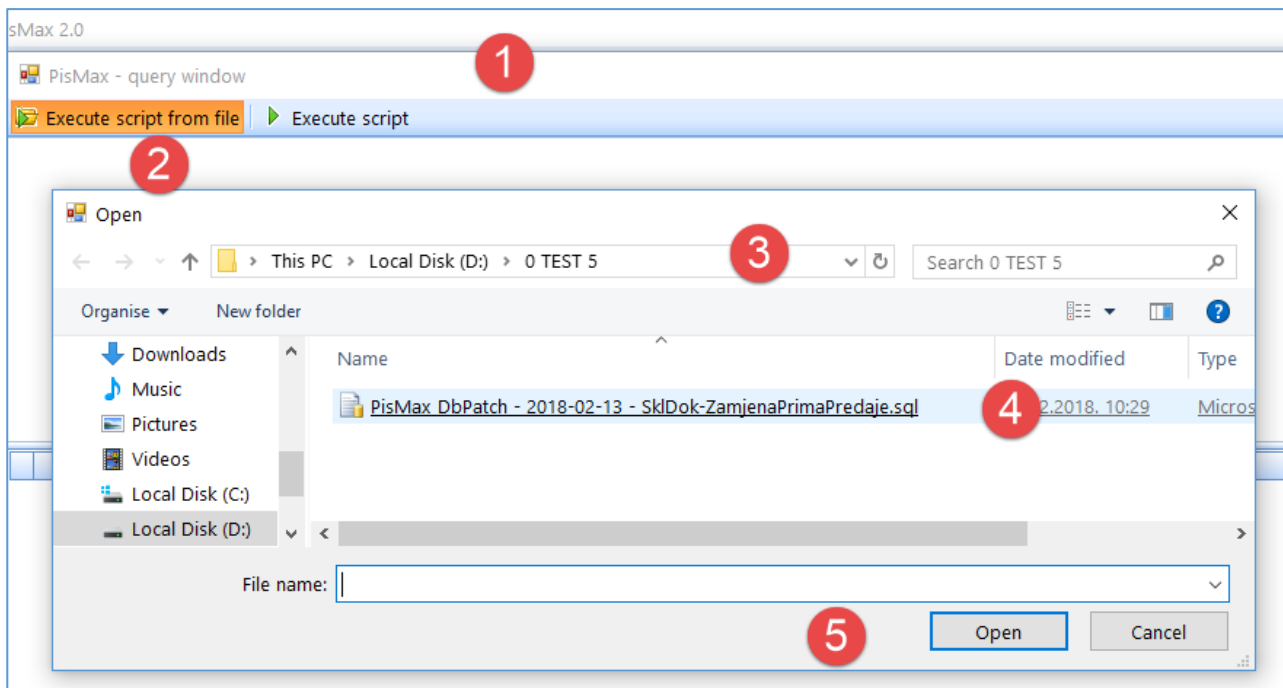 sMax 2.0
PisMax - query window
1
Execute script from file Execute script
2
Open
3
This PC > Local Disk (D:) > 0 TEST 5
Search 0 TEST 5
Organise New folder
Downloads
Name Date modified Type
Music
PisMax DbPatch - 2018-02-13 - SklDok-ZamjenaPrimaPredaje.sql 4 2.2018. 10:29 Micros
Pictures
Videos
Local Disk (C:)
Local Disk (D:)
File name:
5 Open Cancel